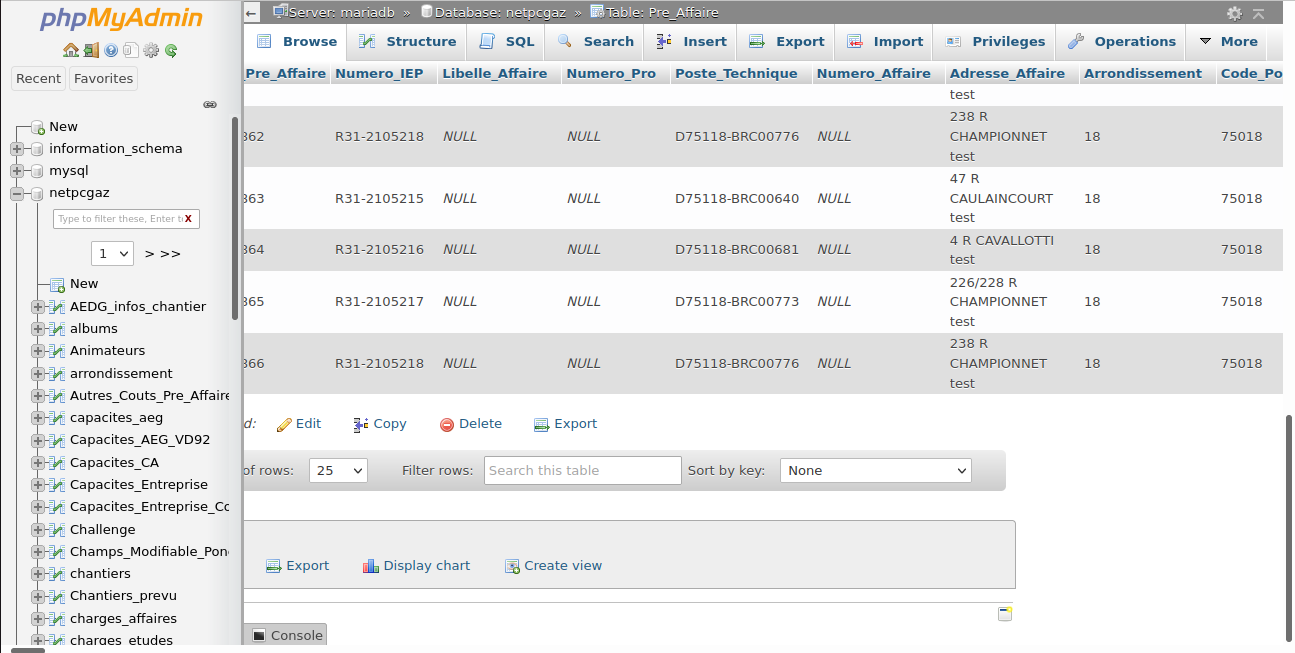 phpMyAdmin
Recent Favorites
New
information_schema
mysql
netpcgaz
Type to filter these, Enter to X
1 > >>
New
AEDG_infos_chantier
albums
Animateurs
arrondissement
Autres_Couts_Pre_Affaire
capacites_aeg
Capacites_AEG_VD92
Capacites_CA
Capacites_Entreprise
Capacites_Entreprise_Co
Challenge
Champs_Modifiable_Pon
chantiers
Chantiers_prevu
charges_affaires
charges_etudes
Server: mariadb » Database: netpcgaz » Table: Pre_Affaire
Browse Structure SQL Search Insert Export Import Privileges Operations More
Pre_Affaire Numero_IEP Libelle_Affaire Numero_Pro Poste_Technique Numero_Affaire Adresse_Affaire Arrondissement Code_Po
test
362 R31-2105218 NULL NULL D75118-BRC00776 NULL 238 R CHAMPIONNET test 18 75018
363 R31-2105215 NULL NULL D75118-BRC00640 NULL 47 R CAULAINCOURT test 18 75018
364 R31-2105216 NULL NULL D75118-BRC00681 NULL 4 R CAVALLOTTI test 18 75018
365 R31-2105217 NULL NULL D75118-BRC00773 NULL 226/228 R CHAMPIONNET test 18 75018
366 R31-2105218 NULL NULL D75118-BRC00776 NULL 238 R CHAMPIONNET test 18 75018
d: Edit Copy Delete Export
of rows: 25 Filter rows: Search this table Sort by key: None
Export Display chart Create view
Console